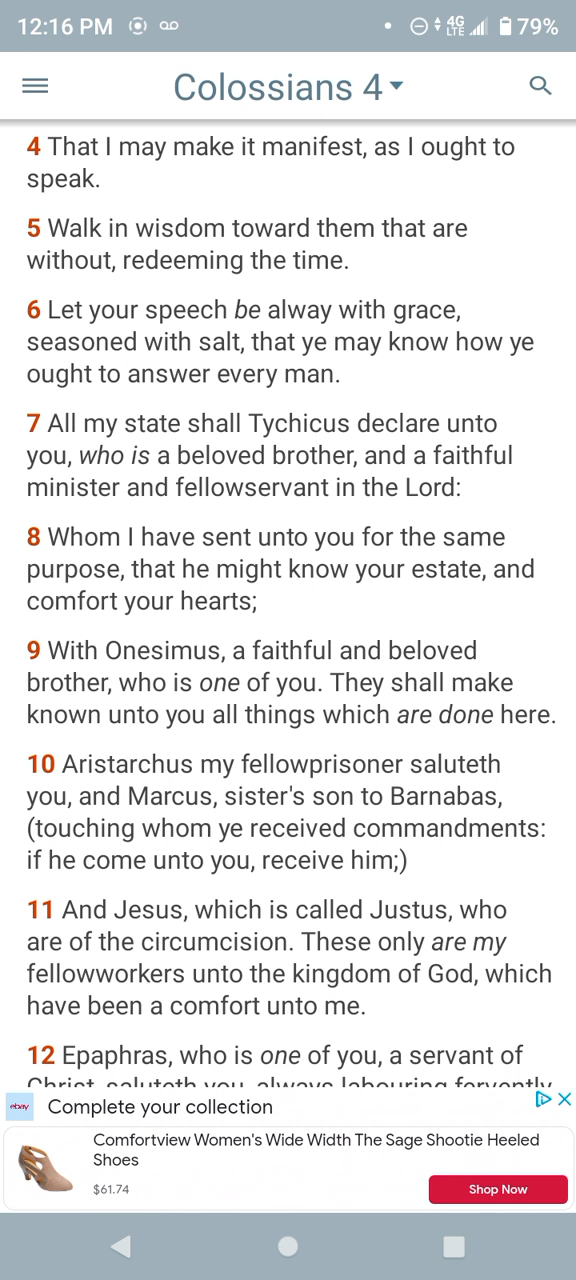 12:16 PM 4G LTE 79%
Colossians 4
4 That I may make it manifest, as I ought to
speak.
5 Walk in wisdom toward them that are
without, redeeming the time.
6 Let your speech be alway with grace,
seasoned with salt, that ye may know how ye
ought to answer every man.
7 All my state shall Tychicus declare unto
you, who is a beloved brother, and a faithful
minister and fellowservant in the Lord:
8 Whom I have sent unto you for the same
purpose, that he might know your estate, and
comfort your hearts;
9 With Onesimus, a faithful and beloved
brother, who is one of you. They shall make
known unto you all things which are done here.
10 Aristarchus my fellowprisoner saluteth
you, and Marcus, sister's son to Barnabas,
(touching whom ye received commandments:
if he come unto you, receive him;)
11 And Jesus, which is called Justus, who
are of the circumcision. These only are my
fellowworkers unto the kingdom of God, which
have been a comfort unto me.
12 Epaphras, who is one of you, a servant of
Christ, saluteth you, always labouring fervently
ebay Complete your collection
Comfortview Women's Wide Width The Sage Shootie Heeled
Shoes
$61.74
Shop Now